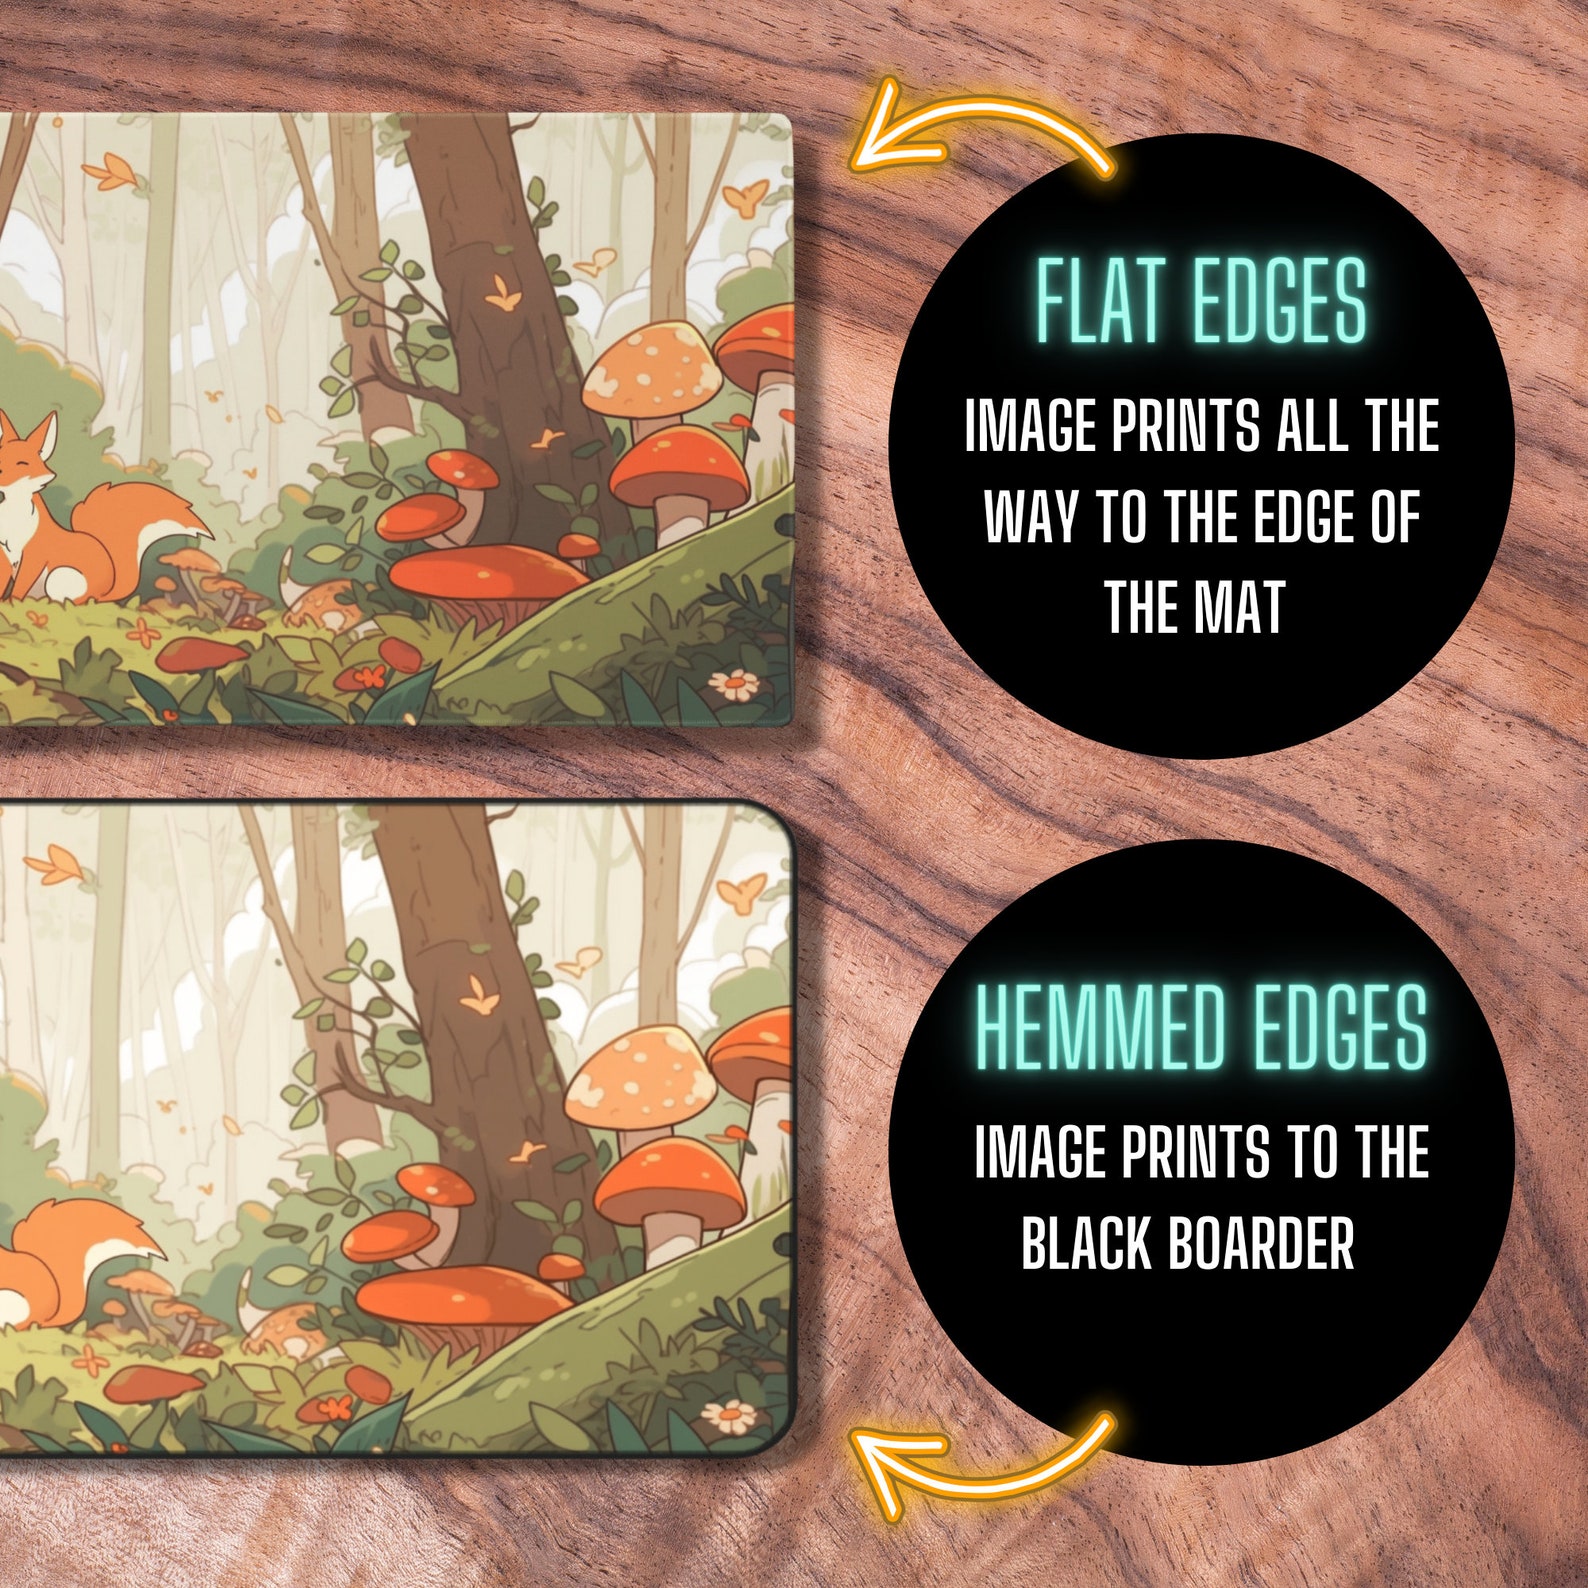 FLAT EDGES
IMAGE PRINTS ALL THE
WAY TO THE EDGE OF
THE MAT
HEMMED EDGES
IMAGE PRINTS TO THE
BLACK BOARDER